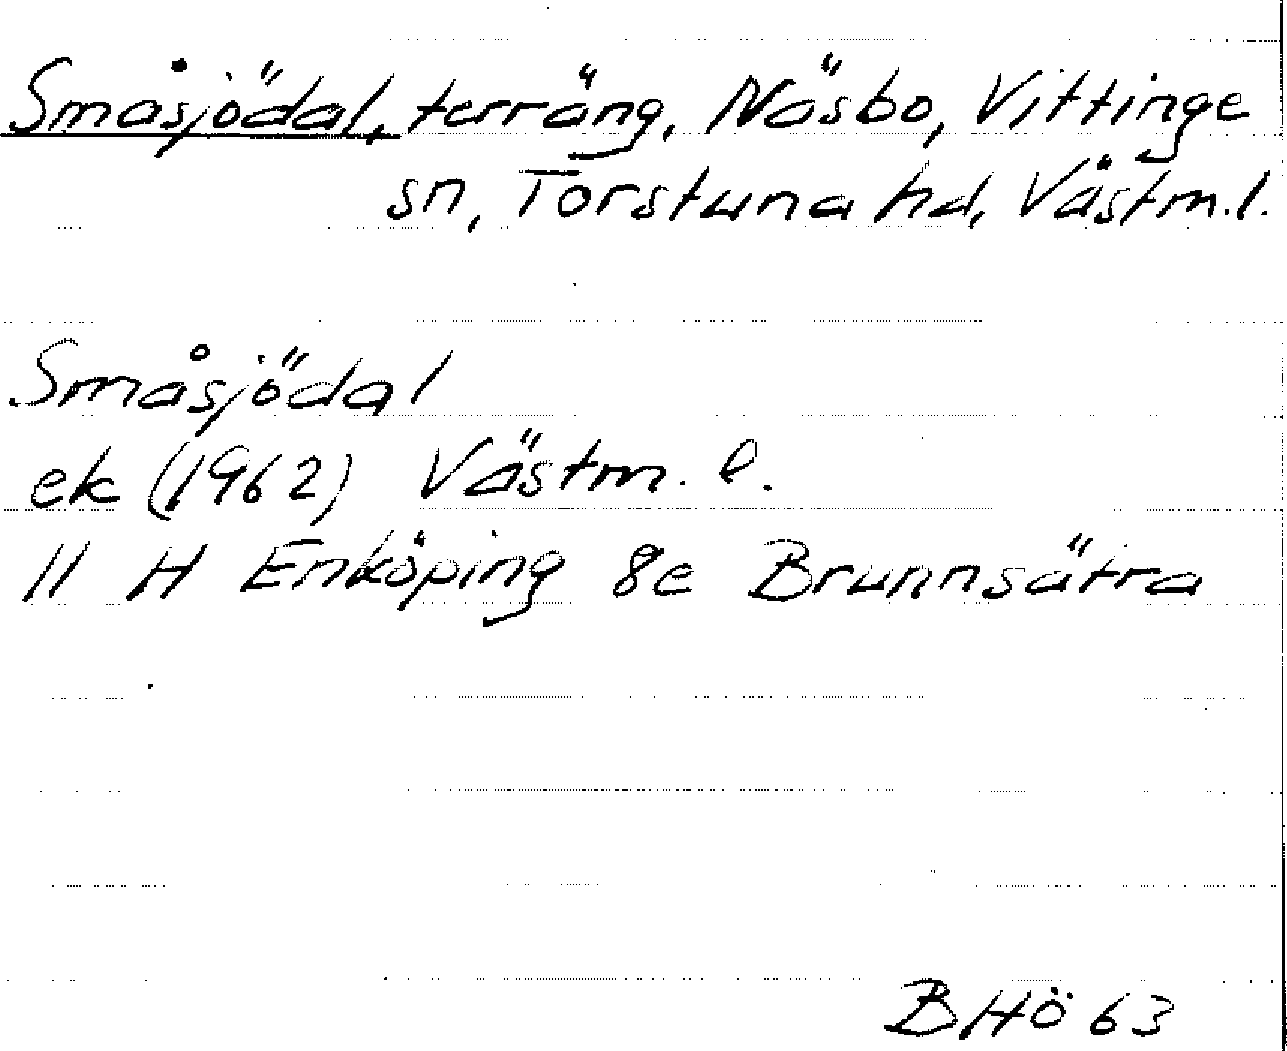 Småsjödal, terräng, Näsbo, Vittinge
sn, Torstuna hd, Västm.l.
Småsjödal
ek (1962) Västm. l.
11 H Enköping 8e Brunnsätra
BHö 63